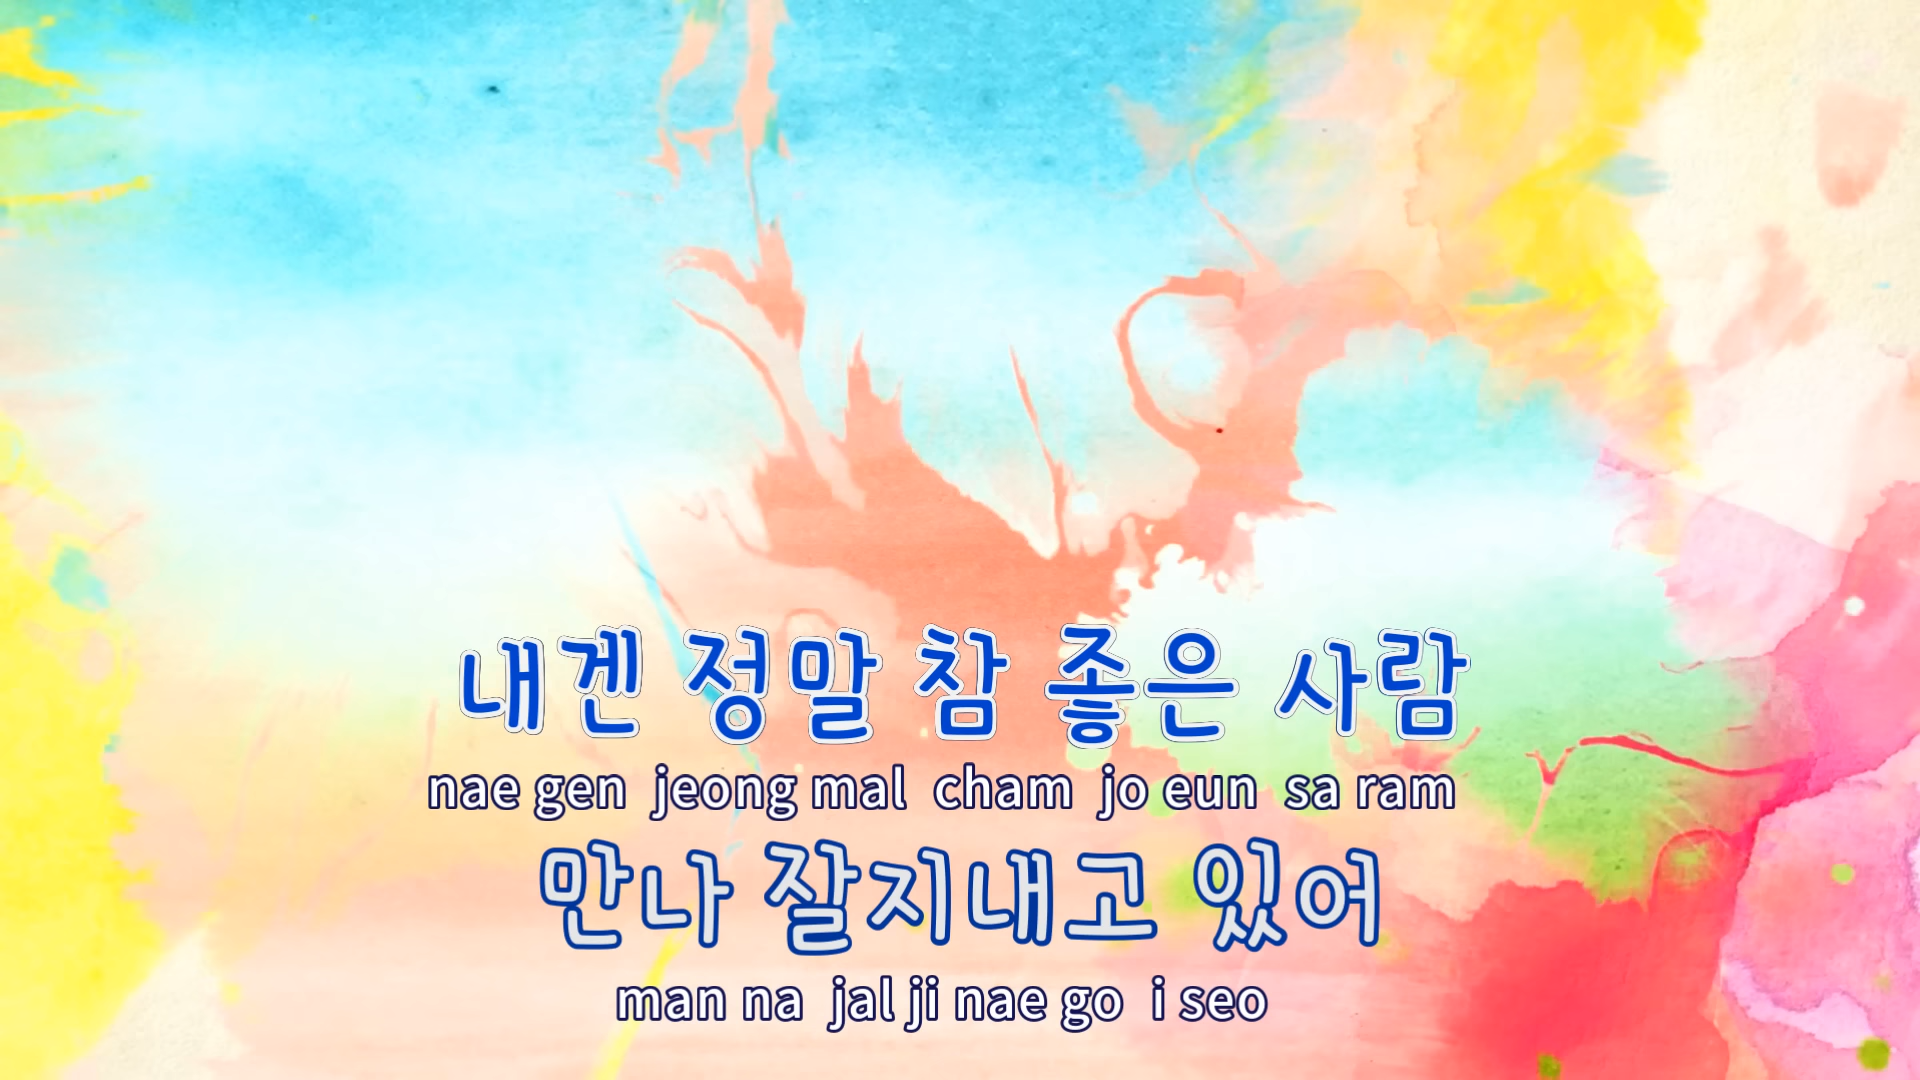 내겐 정말 참 좋은 사람
nae gen jeong mal cham jo eun sa ram
만나 잘지내고 있어
man na jal ji nae go i seo